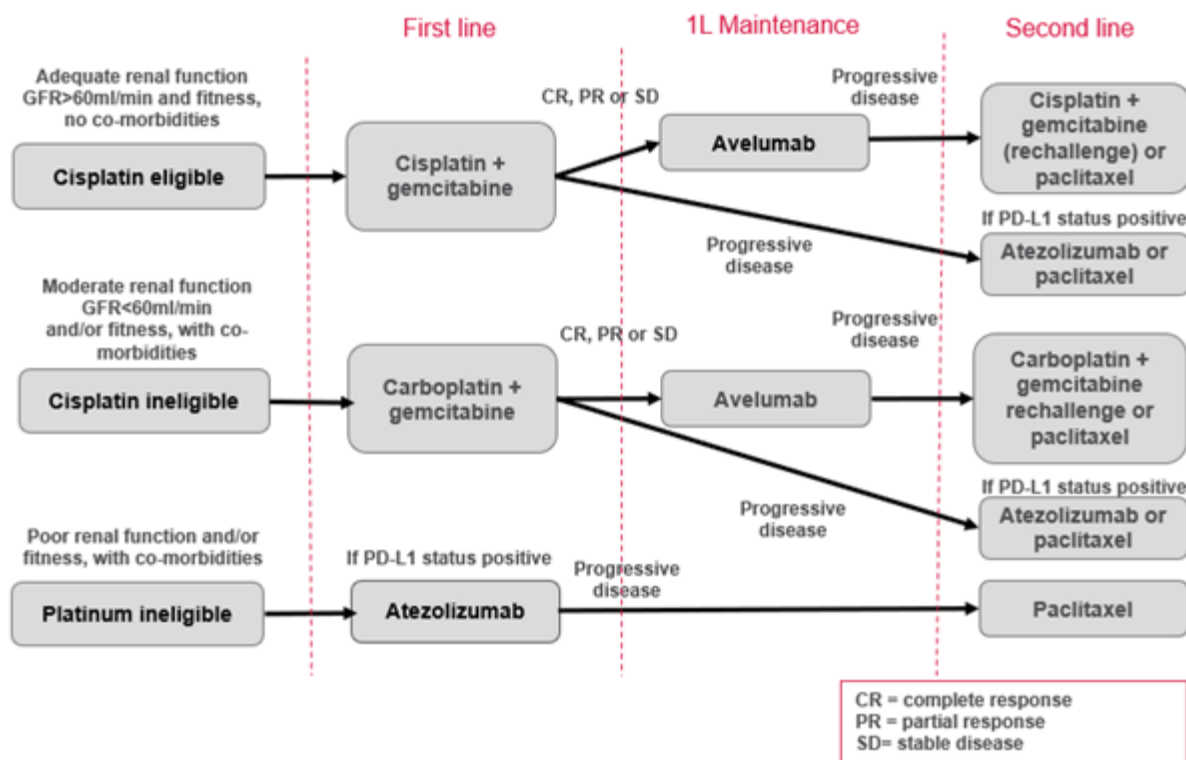 First line
1L Maintenance
Second line
Adequate renal function
GFR>60ml/min and fitness,
no co-morbidities
Cisplatin eligible
Cisplatin +
gemcitabine
CR, PR or SD
Avelumab
Progressive
disease
Cisplatin +
gemcitabine
(rechallenge) or
paclitaxel
Progressive
disease
If PD-L1 status positive
Atezolizumab or
paclitaxel
Moderate renal function
GFR<60ml/min
and/or fitness, with co-
morbidities
Cisplatin ineligible
Carboplatin +
gemcitabine
CR, PR or SD
Avelumab
Progressive
disease
Carboplatin +
gemcitabine
rechallenge or
paclitaxel
Progressive
disease
If PD-L1 status positive
Atezolizumab or
paclitaxel
Poor renal function and/or
fitness, with co-morbidities
Platinum ineligible
If PD-L1 status positive
Atezolizumab
Progressive
disease
Paclitaxel
CR = complete response
PR = partial response
SD= stable disease